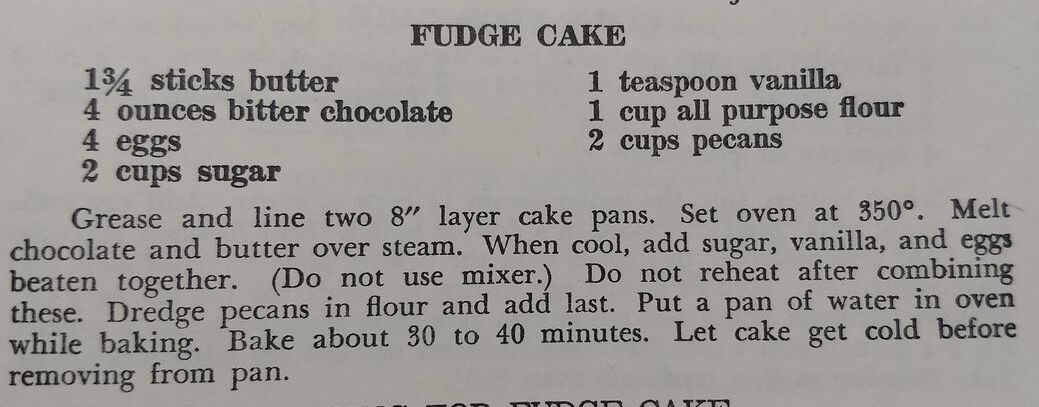 FUDGE CAKE
1¾ sticks butter
4 ounces bitter chocolate
4 eggs
2 cups sugar
1 teaspoon vanilla
1 cup all purpose flour
2 cups pecans
Grease and line two 8″ layer cake pans. Set oven at 350°. Melt
chocolate and butter over steam. When cool, add sugar, vanilla, and eggs
beaten together. (Do not use mixer.) Do not reheat after combining
these. Dredge pecans in flour and add last. Put a pan of water in oven
while baking. Bake about 30 to 40 minutes. Let cake get cold before
removing from pan.
FOR FUDGE CAKE